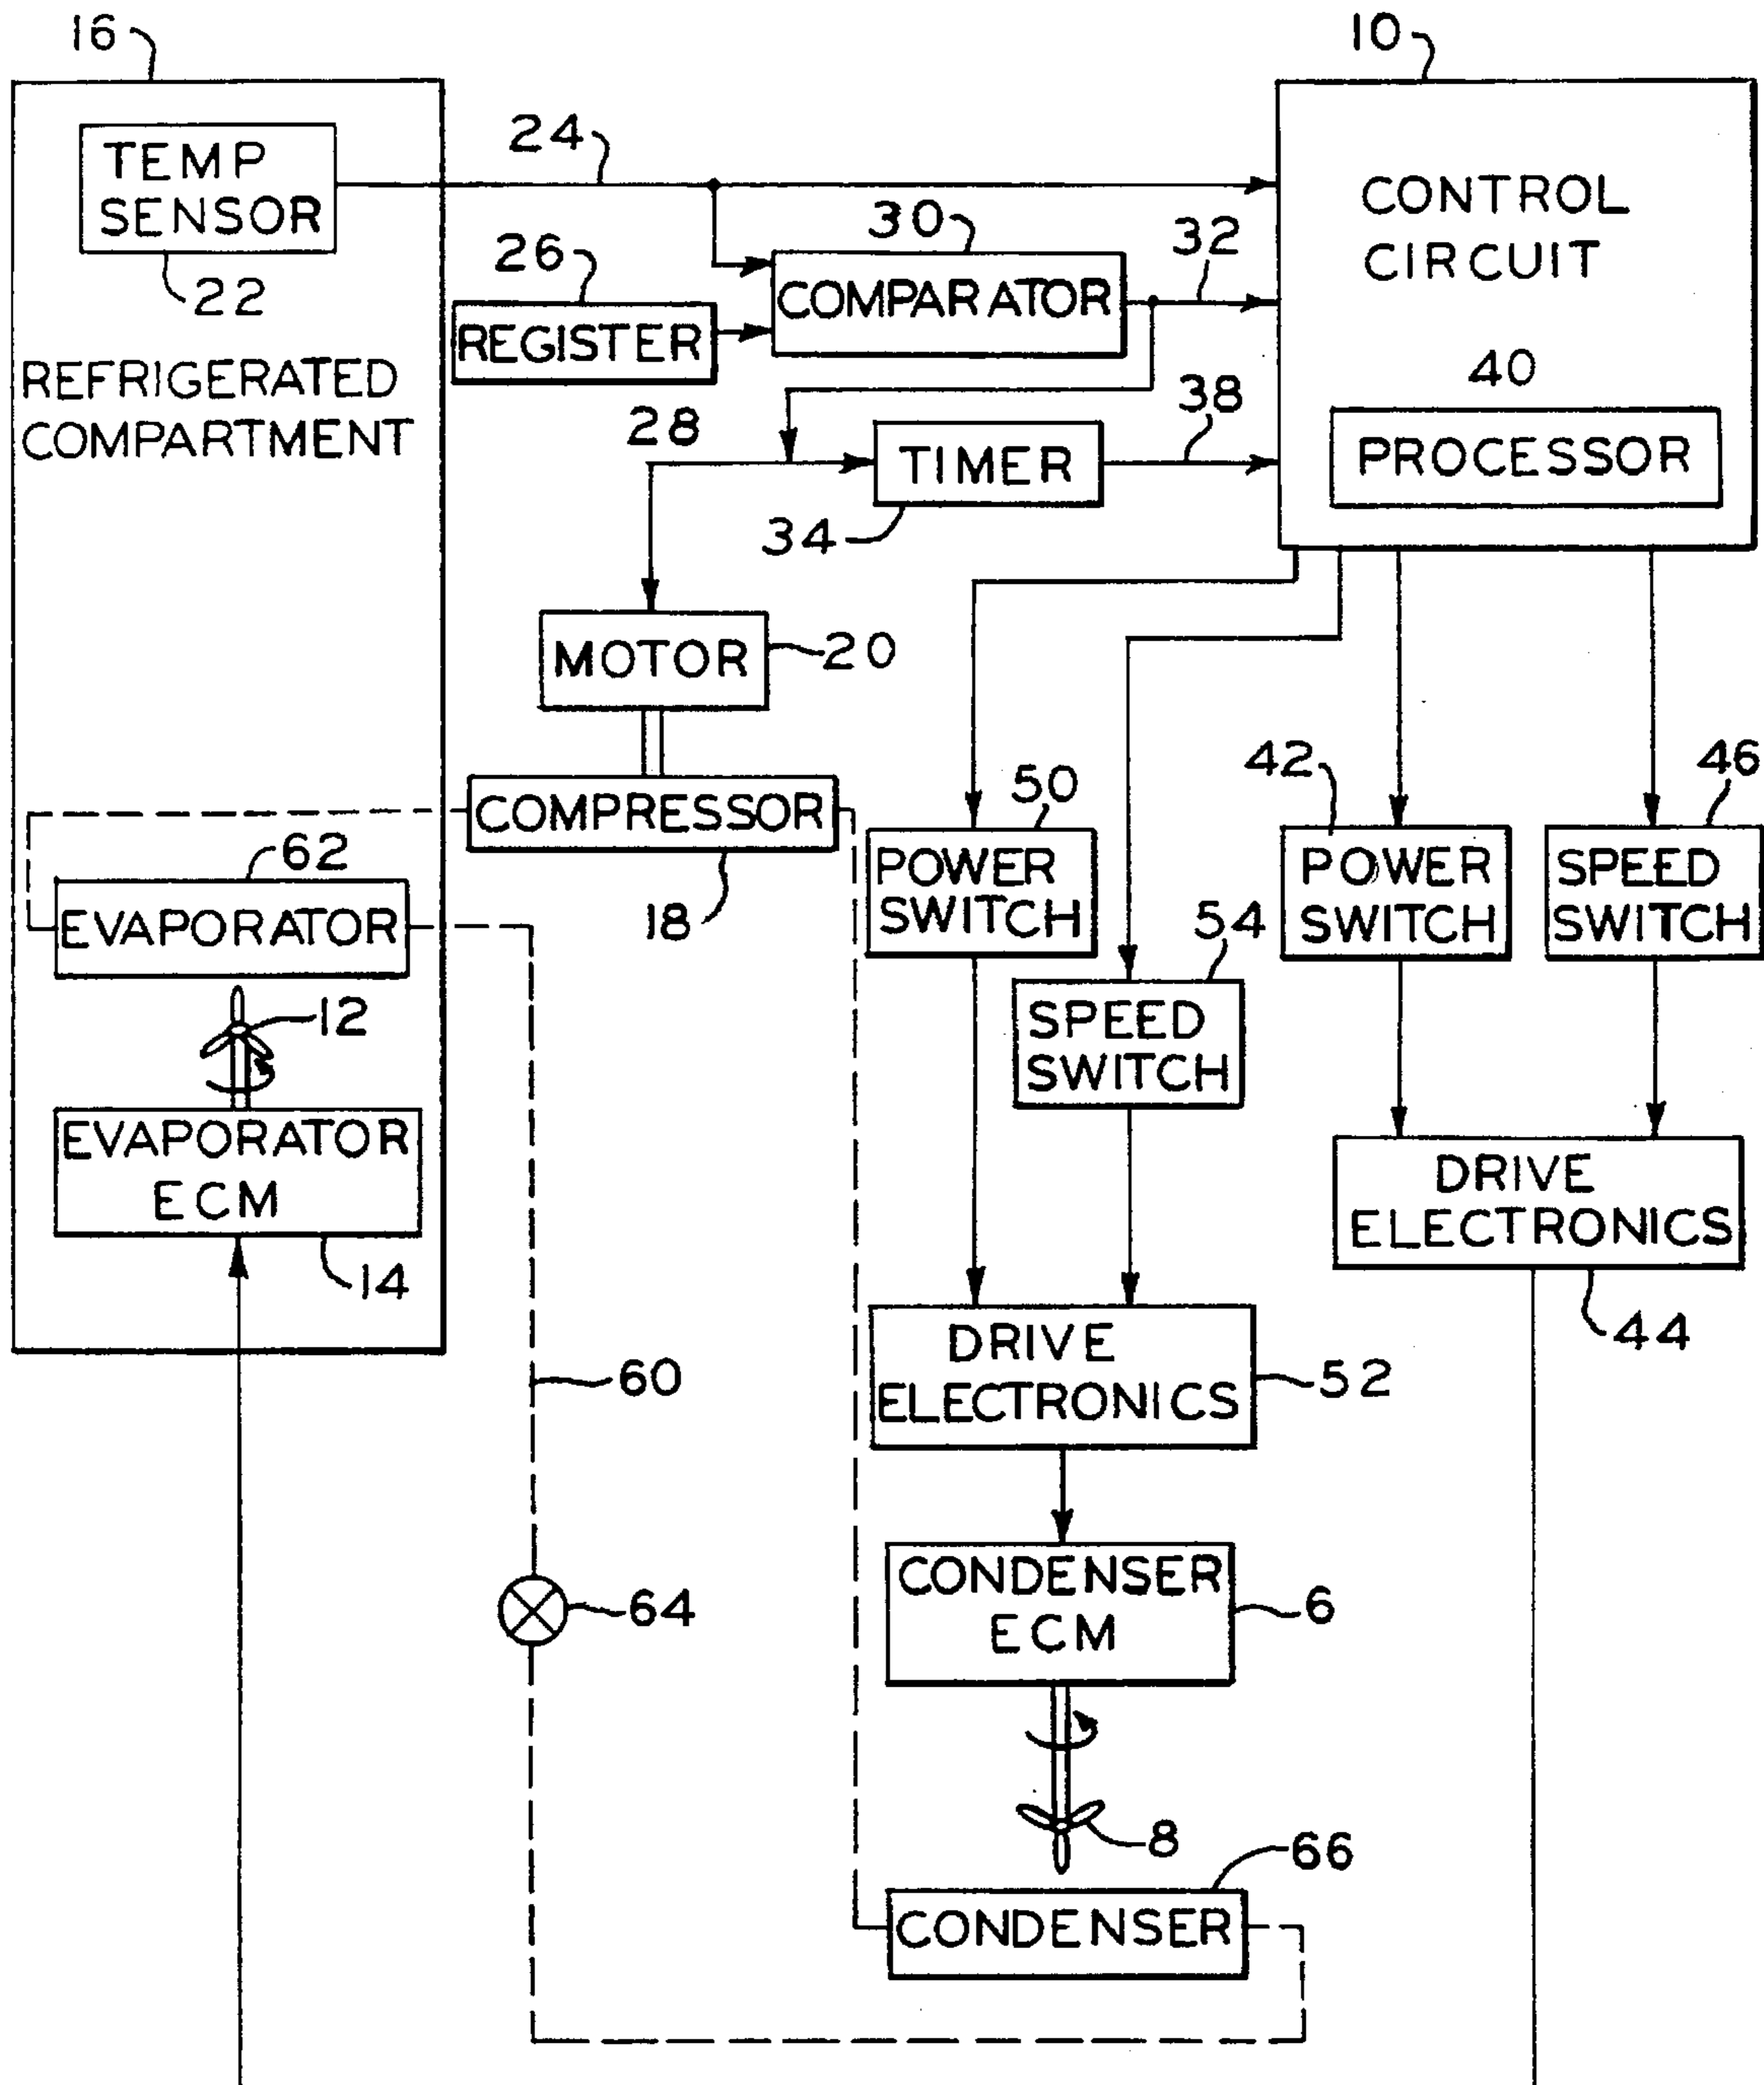 16
10
TEMP
SENSOR
22
24
CONTROL
CIRCUIT
30
32
26
COMPARATOR
REGISTER
REFRIGERATED
COMPARTMENT
40
PROCESSOR
28
38
TIMER
34
MOTOR
20
COMPRESSOR
18
50
42
46
POWER
SWITCH
POWER
SWITCH
SPEED
SWITCH
62
EVAPORATOR
54
SPEED
SWITCH
12
EVAPORATOR
ECM
14
DRIVE
ELECTRONICS
44
DRIVE
ELECTRONICS
52
60
CONDENSER
ECM
6
64
8
66
CONDENSER